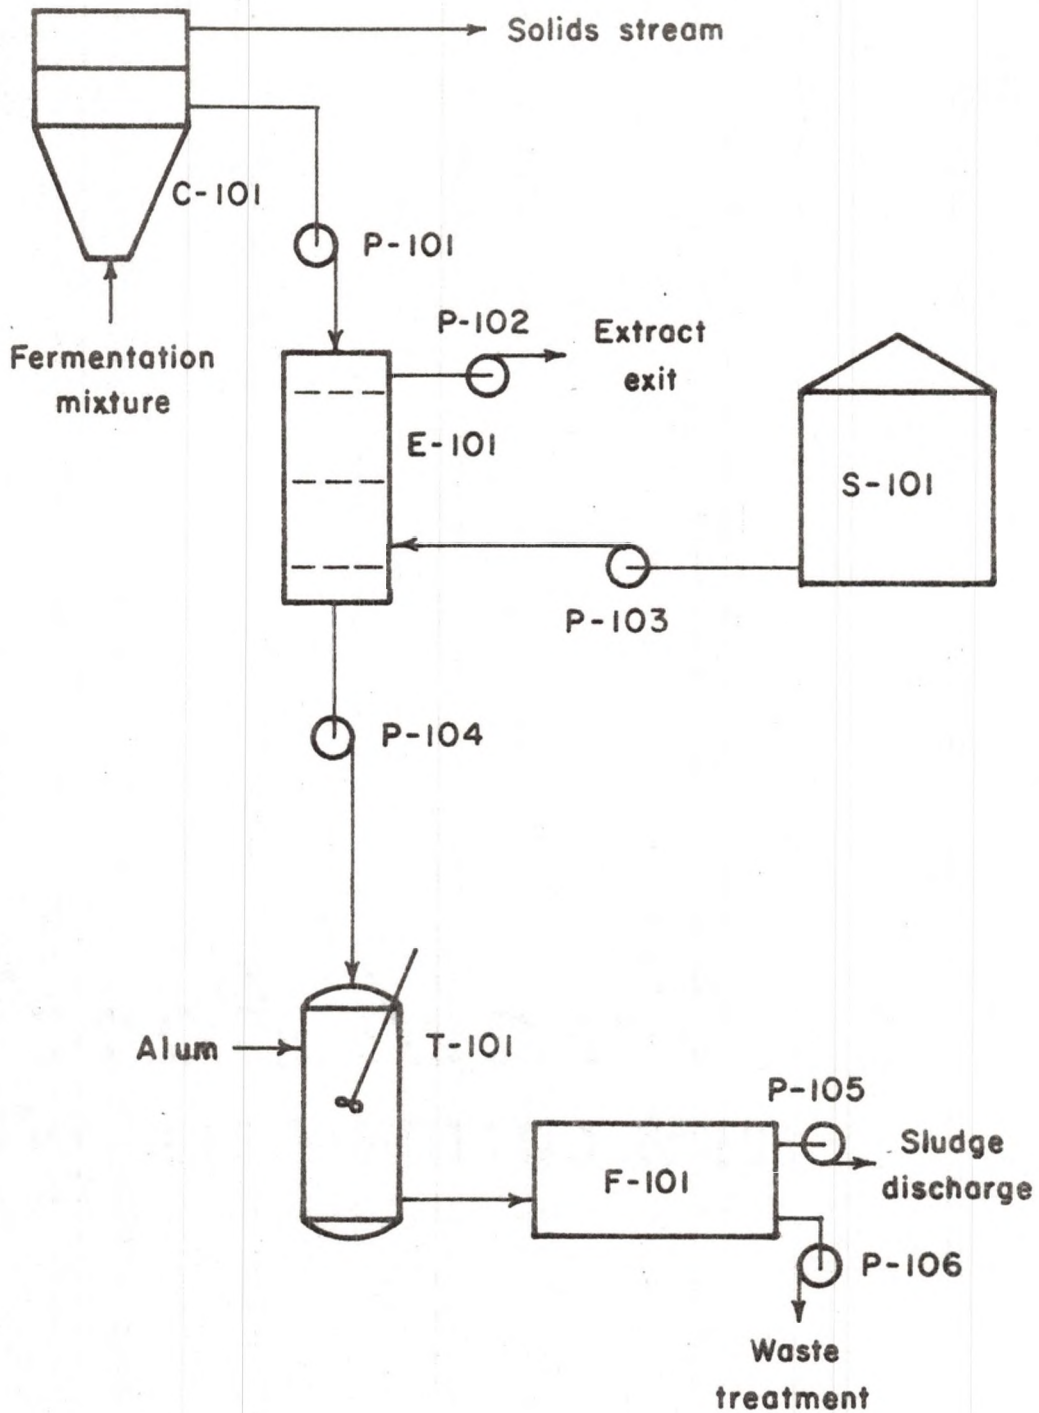 Solids stream
C-101
P-101
P-102
Extract
exit
Fermentation
mixture
E-101
S-101
P-103
P-104
Alum
T-101
P-105
Sludge
discharge
F-101
P-106
Waste
treatment